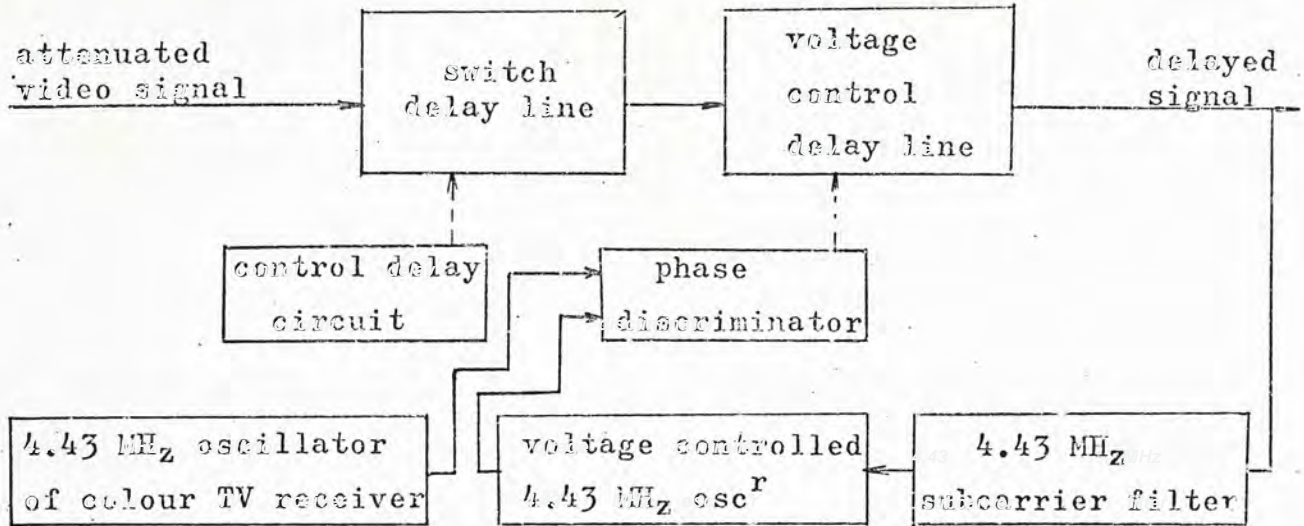 attenuated
video signal
switch
delay line
voltage
control
delay line
delayed
signal
control delay
circuit
phase
discriminator
4.43 MHz oscillator
of colour TV receiver
voltage controlled
4.43 MHz oscʳ
4.43 MHz
subcarrier filter